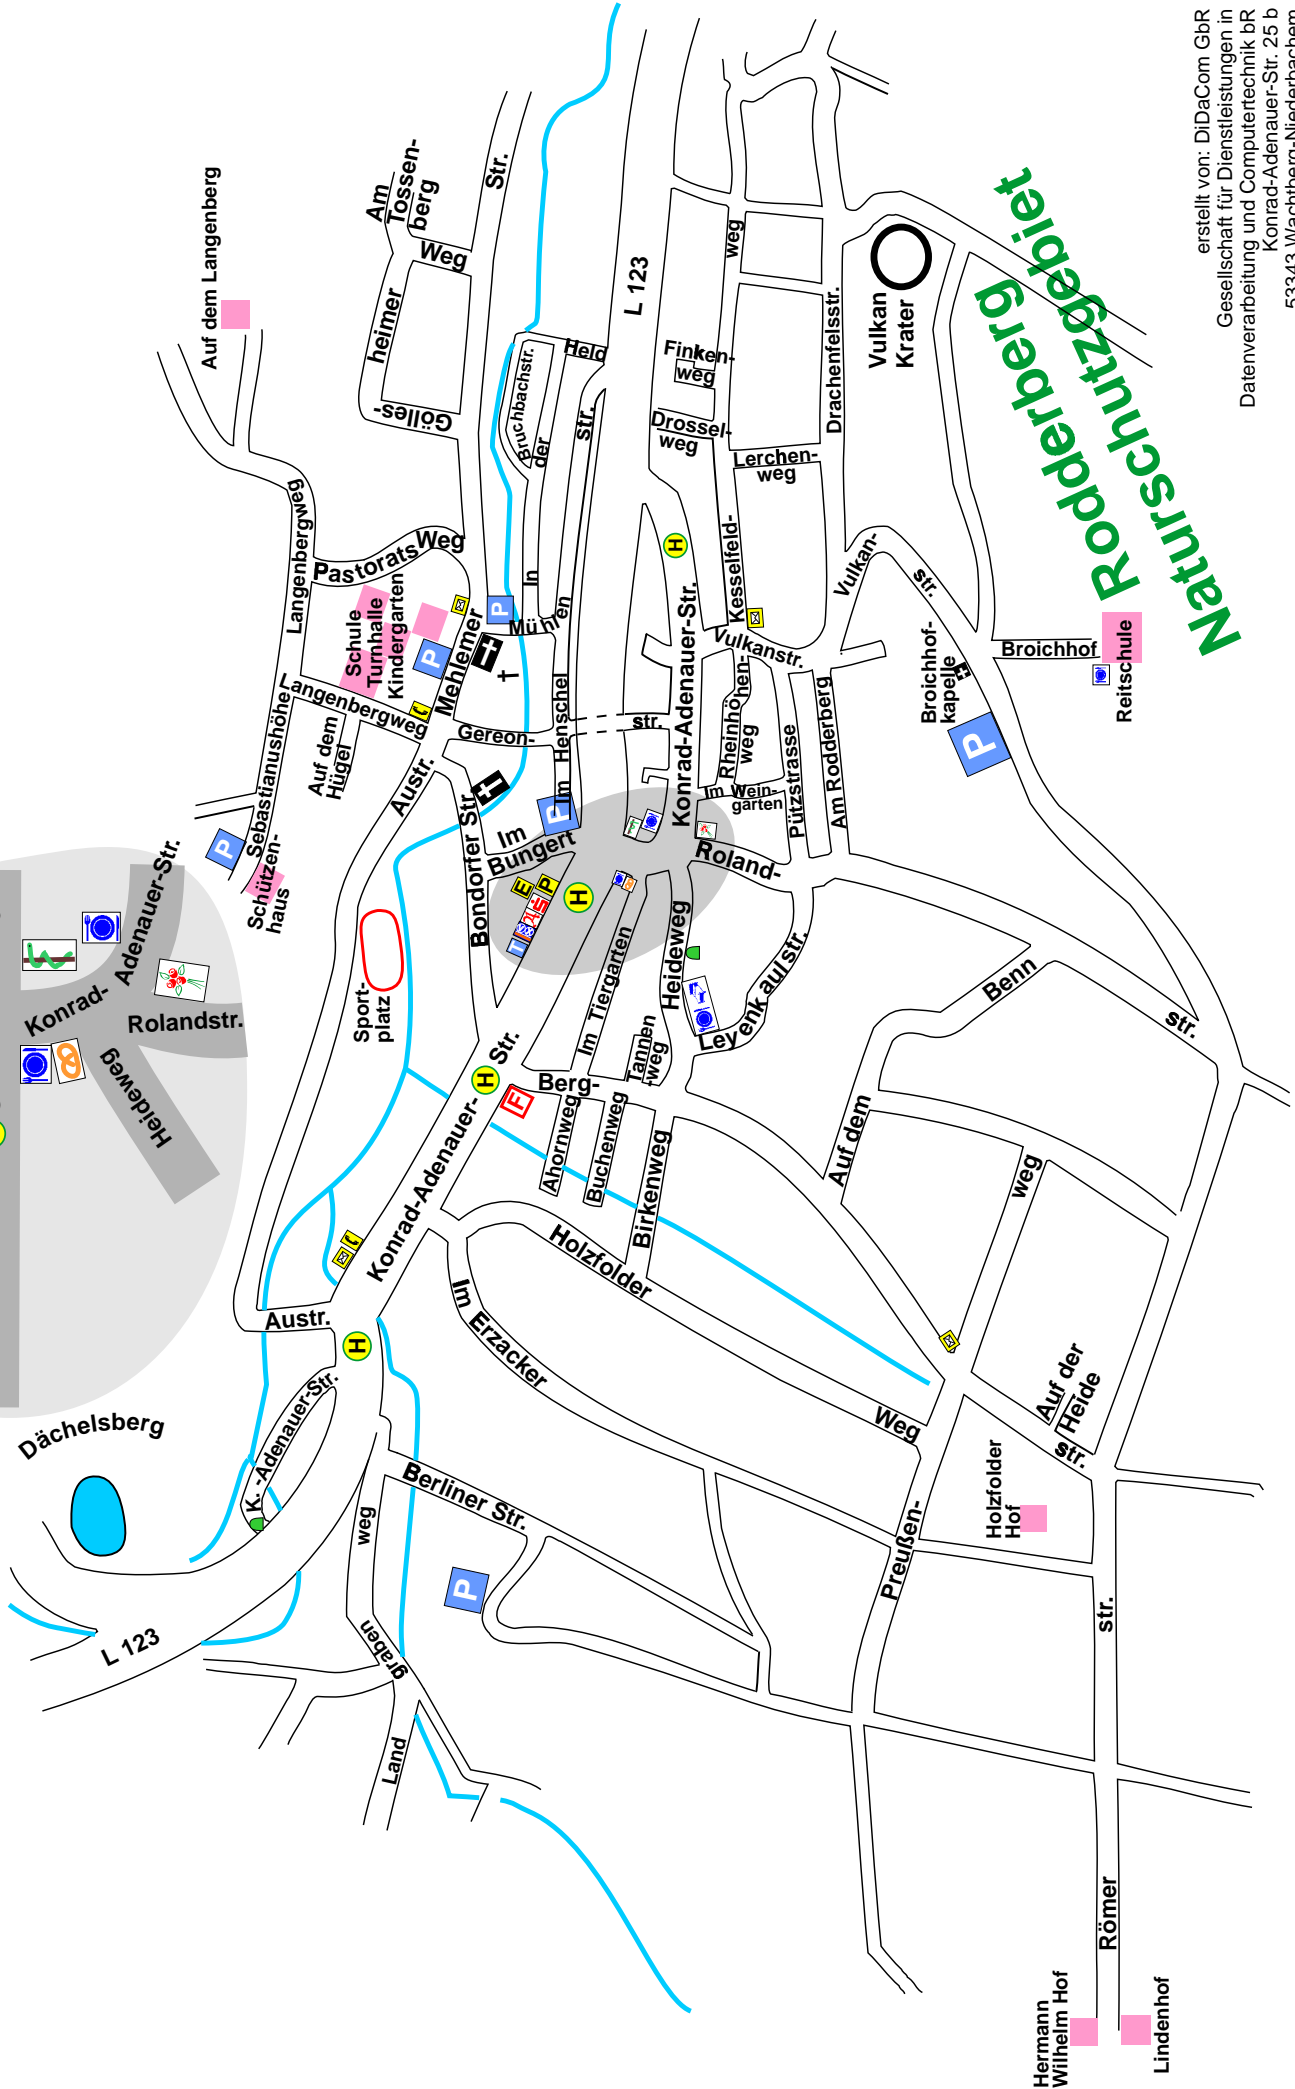 erstellt von: DiDaCom GbR
Gesellschaft für Dienstleistungen in
Datenverarbeitung und Computertechnik bR
Konrad-Adenauer-Str. 25 b
53343 Wachtberg-Niederbachem
Naturschutzgebiet
Rodderberg
Auf dem Langenberg
Am
Tossen-
berg
Str.
Weg
heimer
Gölles-
Bruchbachstr.
Held
der
In
str.
L 123
weg
Finken-
weg
Drossel-
weg
Lerchen-
weg
Drachenfelsstr.
Vulkan
Krater
Langenbergweg
Pastorats Weg
Schule
Turnhalle
Kindergarten
P
P
Mühlen
Mehlemer
H
Kesselfeld-
Vulkan-
str.
Vulkanstr.
Broichhof
Reitschule
Broichhof-
kapelle
P
Langenbergweg
Sebastianushöhe
Auf dem
Hügel
Gereon-
str.
Im Henschel
Konrad-Adenauer-Str.
Rheinhöhen-
weg
Im Wein-
gärten
Pützstrasse
Am Rodderberg
Austr.
P
Schützen-
haus
Bondorfer Str.
Im
Bungert
P
E
P
T
H
Roland-
str.
Konrad-
Adenauer-Str.
Rolandstr.
Heideweg
Sport-
platz
Im Tiergarten
Heideweg
Leyenkaulstr.
Benn
Konrad-Adenauer-
Str.
H
F
Berg-
Tannen
-weg
Ahornweg
Buchenweg
Birkenweg
Auf dem
weg
Holzfolder
Weg
Im Erzacker
Austr.
H
K.-Adenauer-Str.
Dächelsberg
L 123
weg
graben
Land
Berliner Str.
P
Auf der
Heide
str.
Holzfolder
Hof
Preußen-
str.
Römer
Hermann
Wilhelm Hof
Lindenhof